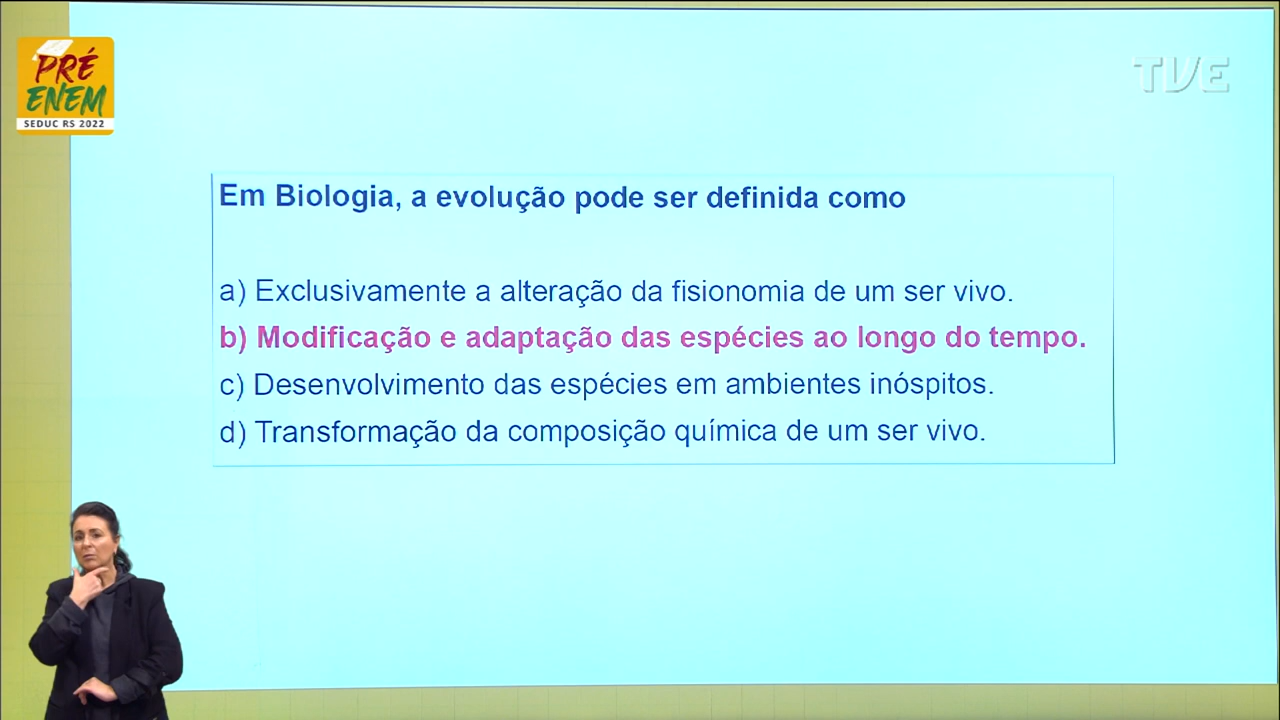 PRÉ
ENEM
SEDUC RS 2022
TVE
Em Biologia, a evolução pode ser definida como
a) Exclusivamente a alteração da fisionomia de um ser vivo.
b) Modificação e adaptação das espécies ao longo do tempo.
c) Desenvolvimento das espécies em ambientes inóspitos.
d) Transformação da composição química de um ser vivo.